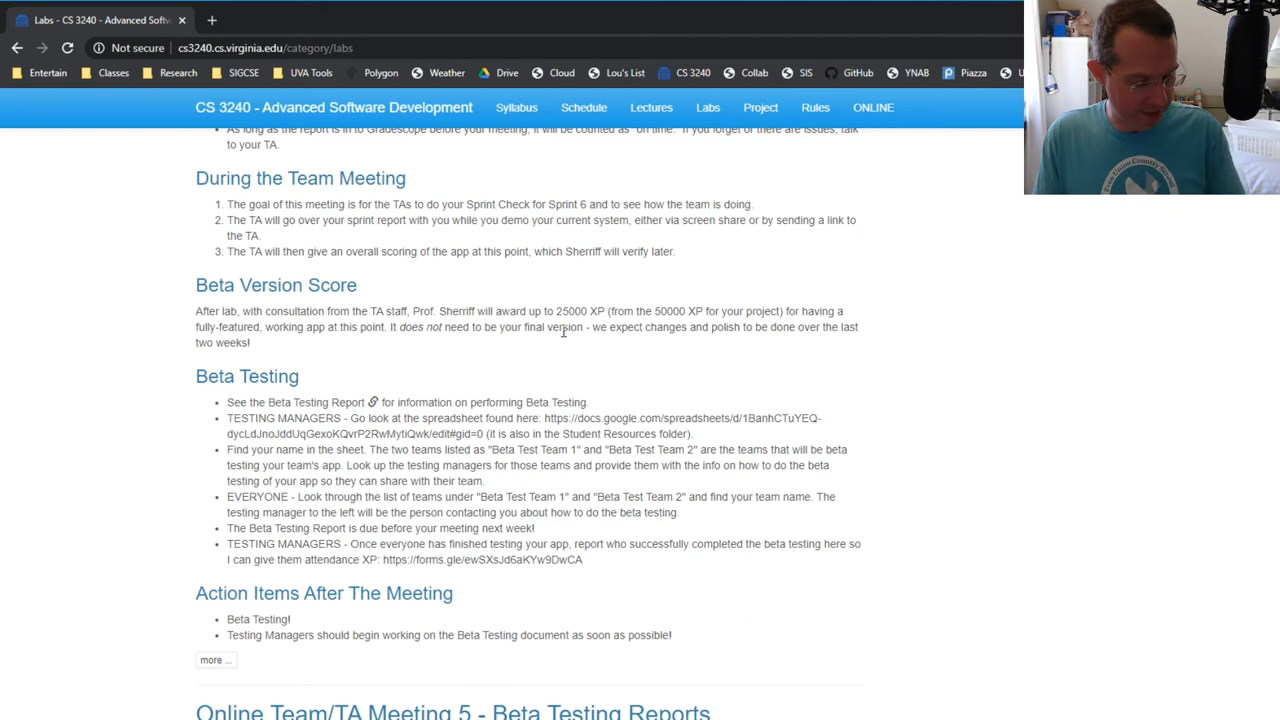 Labs - CS 3240 - Advanced Softw
Not secure cs3240.cs.virginia.edu/category/labs
Entertain Classes Research SIGCSE UVA Tools Polygon Weather Drive Cloud Lou's List CS 3240 Collab SIS GitHub YNAB Piazza U
CS 3240 - Advanced Software Development Syllabus Schedule Lectures Labs Project Rules ONLINE
As long as the report is in to Gradescope before your meeting, it will be counted as "on time." If you forget or there are issues, talk
to your TA.
During the Team Meeting
1. The goal of this meeting is for the TAs to do your Sprint Check for Sprint 6 and to see how the team is doing.
2. The TA will go over your sprint report with you while you demo your current system, either via screen share or by sending a link to
the TA.
3. The TA will then give an overall scoring of the app at this point, which Sherriff will verify later.
Beta Version Score
After lab, with consultation from the TA staff, Prof. Sherriff will award up to 25000 XP (from the 50000 XP for your project) for having a
fully-featured, working app at this point. It does not need to be your final version - we expect changes and polish to be done over the last
two weeks!
Beta Testing
See the Beta Testing Report for information on performing Beta Testing.
TESTING MANAGERS - Go look at the spreadsheet found here: https://docs.google.com/spreadsheets/d/1BanhCTuYEQ-
dycLdJnoJddUqGexoKQvrP2RwMytiQwk/edit#gid=0 (it is also in the Student Resources folder).
Find your name in the sheet. The two teams listed as "Beta Test Team 1" and "Beta Test Team 2" are the teams that will be beta
testing your team's app. Look up the testing managers for those teams and provide them with the info on how to do the beta
testing of your app so they can share with their team.
EVERYONE - Look through the list of teams under "Beta Test Team 1" and "Beta Test Team 2" and find your team name. The
testing manager to the left will be the person contacting you about how to do the beta testing.
The Beta Testing Report is due before your meeting next week!
TESTING MANAGERS - Once everyone has finished testing your app, report who successfully completed the beta testing here so
I can give them attendance XP: https://forms.gle/ewSXsJd6aKYw9DwCA
Action Items After The Meeting
Beta Testing!
Testing Managers should begin working on the Beta Testing document as soon as possible!
more ...
Online Team/TA Meeting 5 - Beta Testing Reports